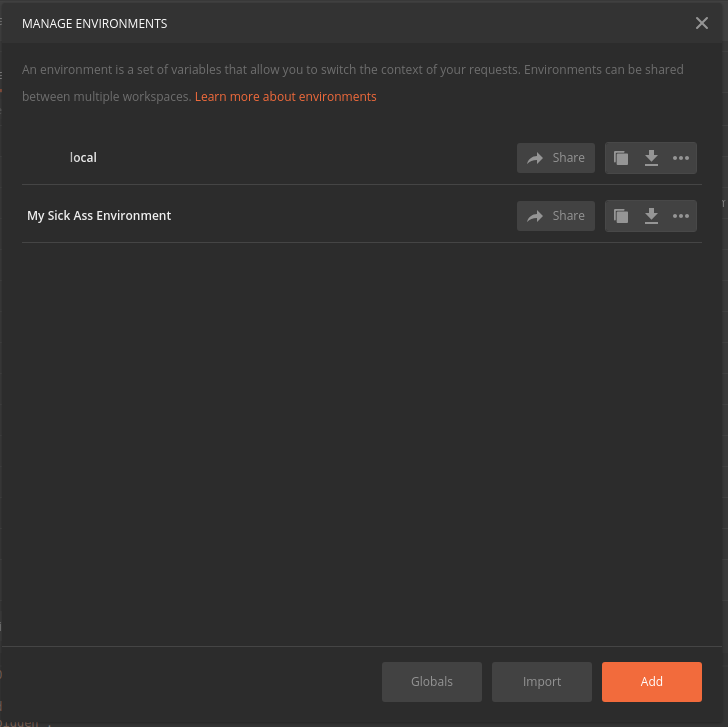 MANAGE ENVIRONMENTS
An environment is a set of variables that allow you to switch the context of your requests. Environments can be shared
between multiple workspaces. Learn more about environments
local
Share
My Sick Ass Environment
Share
Globals
Import
Add